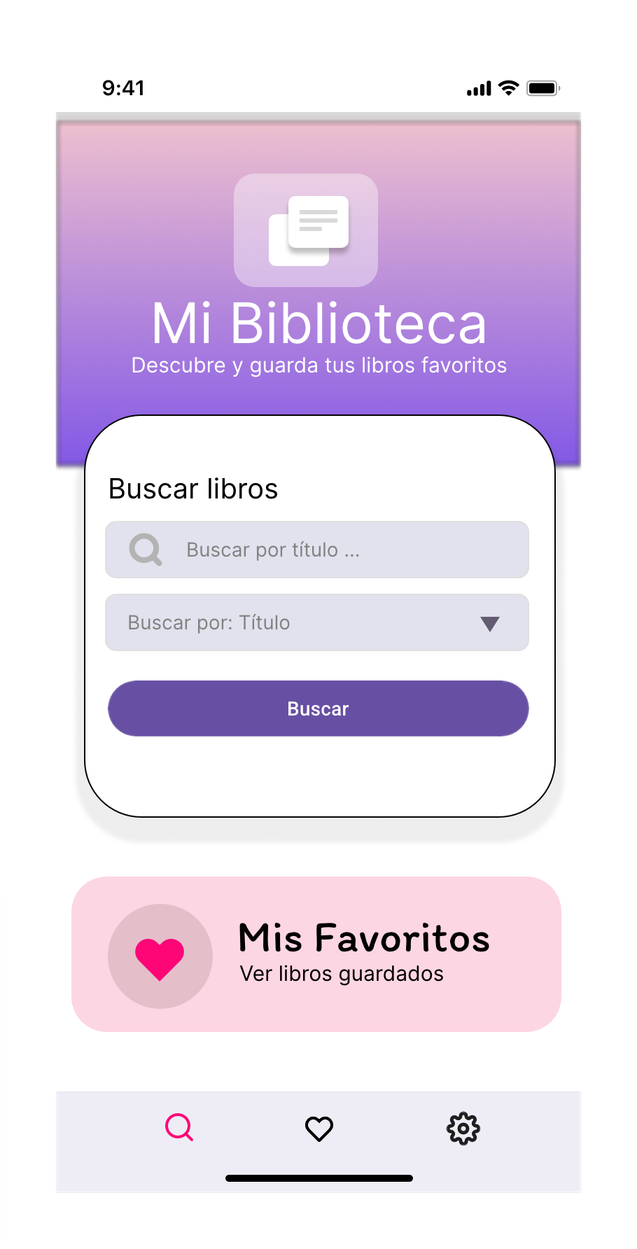 9:41
Mi Biblioteca
Descubre y guarda tus libros favoritos
Buscar libros
Buscar por título ...
Buscar por: Título
Buscar
Mis Favoritos
Ver libros guardados